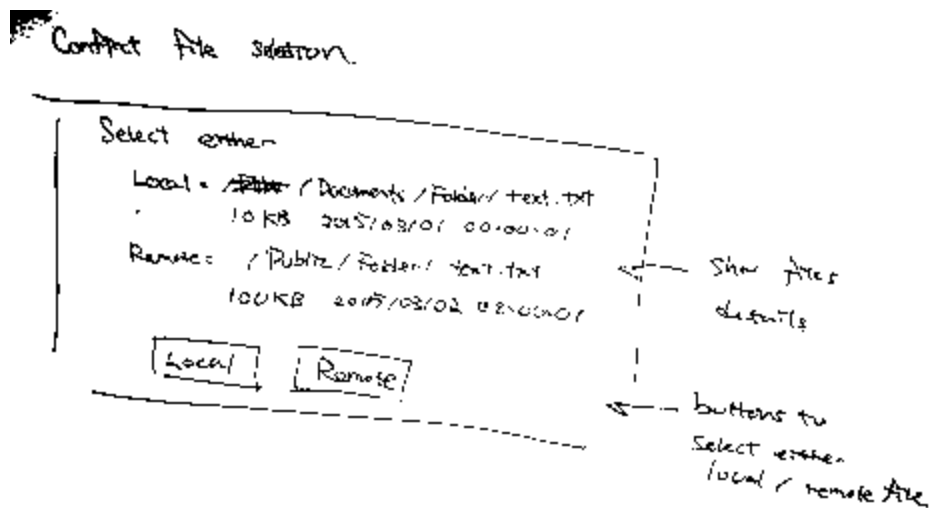 Conflict file selection
Select either
Local = / Documents / Folder / text.txt
10 KB 2015/03/01 00:00:01
Remote = / Public / Folder / text.txt
100 KB 2015/03/02 02:00:01
Local Remote
Show files
details
buttons to
select either
local / remote file